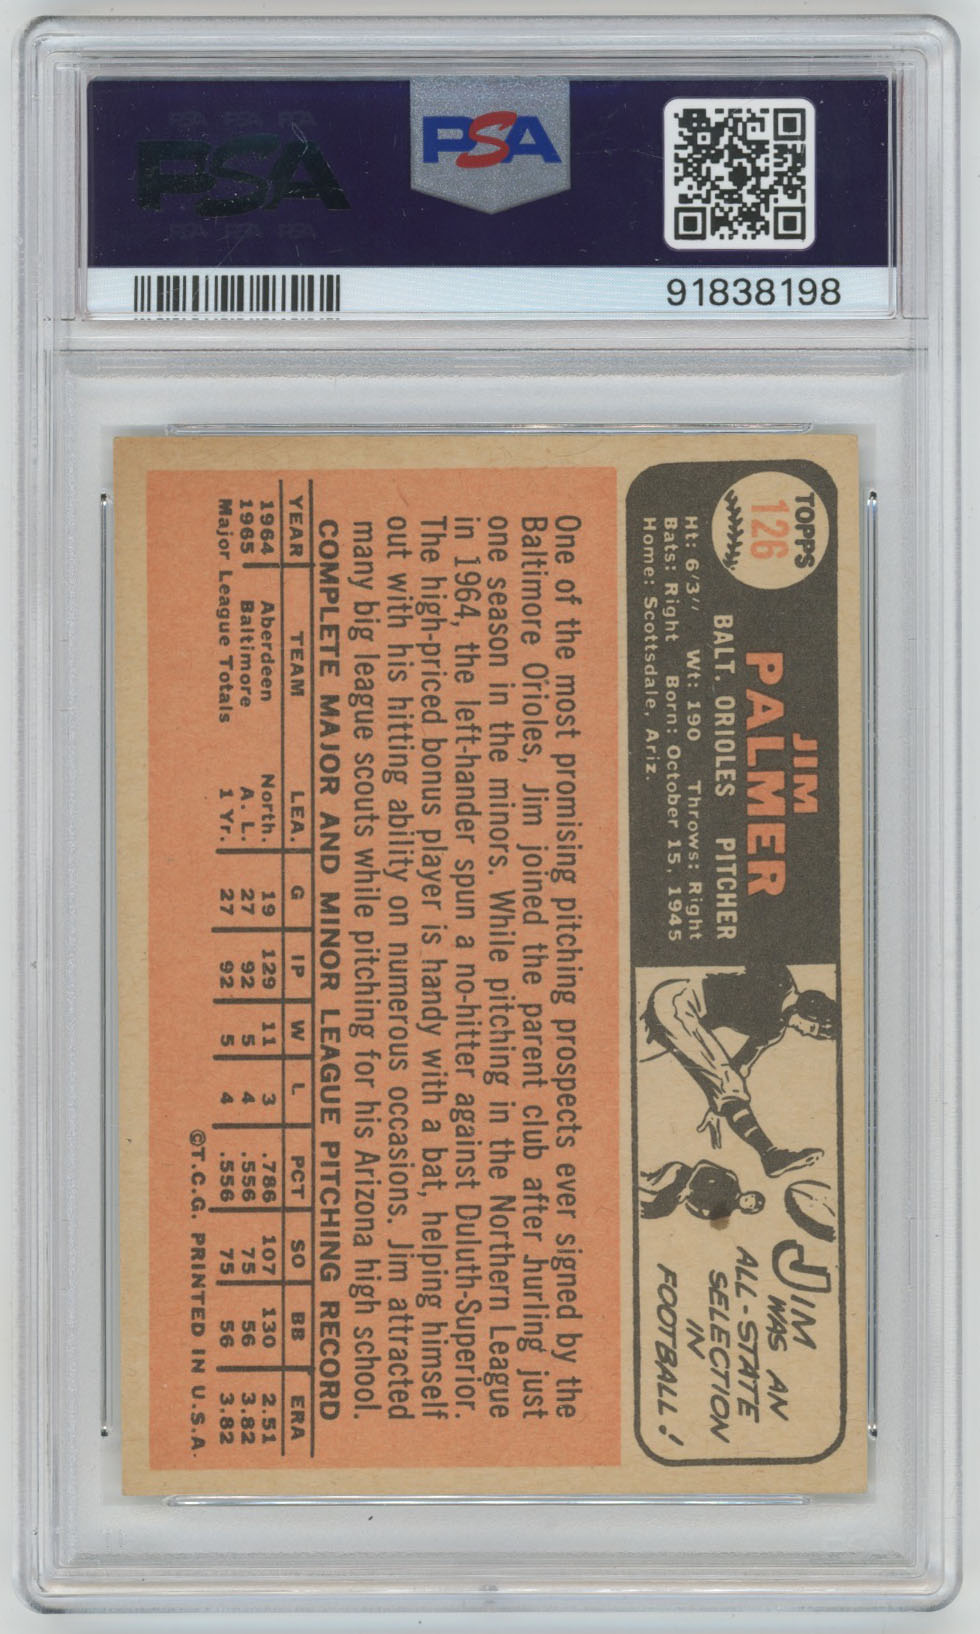 PSA PSA PSA
PSA
PSA PSA PSA
PSA
91838198
TOPPS
126
JIM
PALMER
BALT. ORIOLES PITCHER
Ht: 6'3" Wt: 190 Throws: Right
Bats: Right Born: October 15, 1945
Home: Scottsdale, Ariz.
JIM
WAS AN
ALL-STATE
SELECTION
IN
FOOTBALL!
One of the most promising pitching prospects ever signed by the
Baltimore Orioles, Jim joined the parent club after hurling just
one season in the minors. While pitching in the Northern League
in 1964, the left-hander spun a no-hitter against Duluth-Superior.
The high-priced bonus player is handy with a bat, helping himself
out with his hitting ability on numerous occasions. Jim attracted
many big league scouts while pitching for his Arizona high school.
COMPLETE MAJOR AND MINOR LEAGUE PITCHING RECORD
YEAR TEAM LEA. G IP W L PCT SO BB ERA
1964 Aberdeen North. 19 129 11 3 .786 107 130 2.51
1965 Baltimore A. L. 27 92 5 4 .556 75 56 3.82
Major League Totals 1 Yr. 27 92 5 4 .556 75 56 3.82
©T.C.G. PRINTED IN U.S.A.